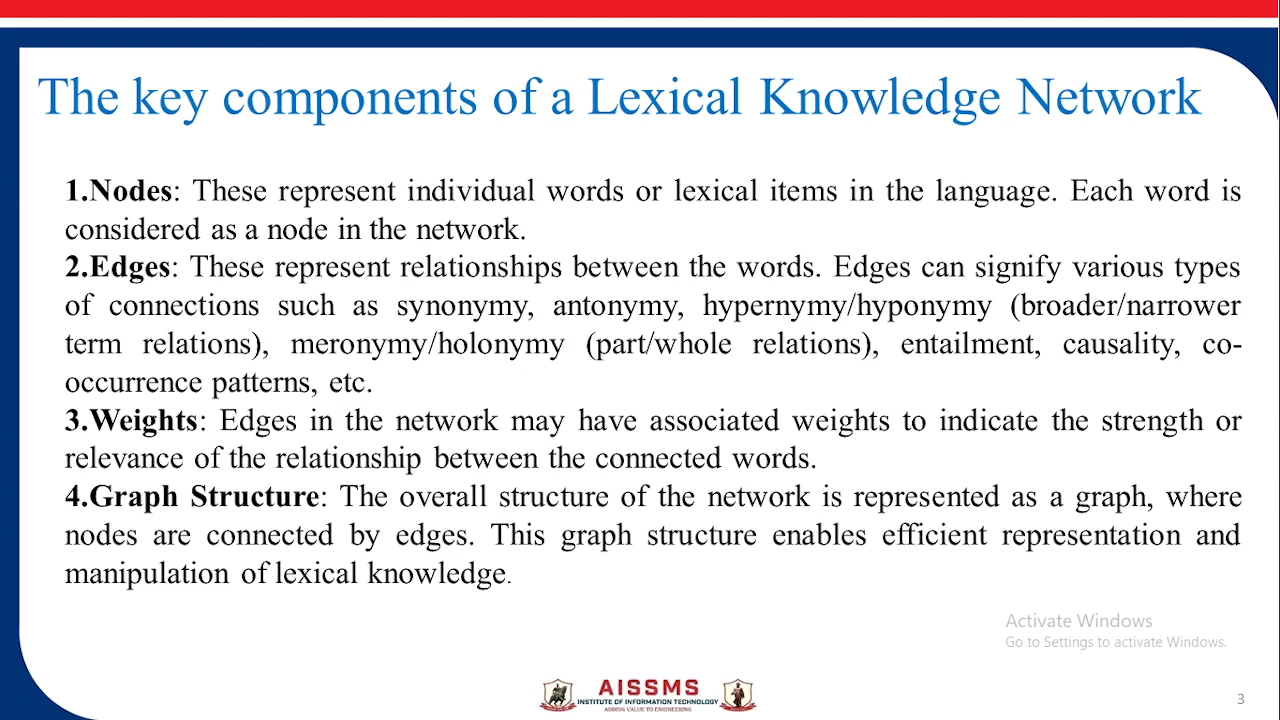 The key components of a Lexical Knowledge Network
1.Nodes: These represent individual words or lexical items in the language. Each word is
considered as a node in the network.
2.Edges: These represent relationships between the words. Edges can signify various types
of connections such as synonymy, antonymy, hypernymy/hyponymy (broader/narrower
term relations), meronymy/holonymy (part/whole relations), entailment, causality, co-
occurrence patterns, etc.
3.Weights: Edges in the network may have associated weights to indicate the strength or
relevance of the relationship between the connected words.
4.Graph Structure: The overall structure of the network is represented as a graph, where
nodes are connected by edges. This graph structure enables efficient representation and
manipulation of lexical knowledge.
Activate Windows
Go to Settings to activate Windows.
AISSMS
INSTITUTE OF INFORMATION TECHNOLOGY
ADDING VALUE TO ENGINEERING
3